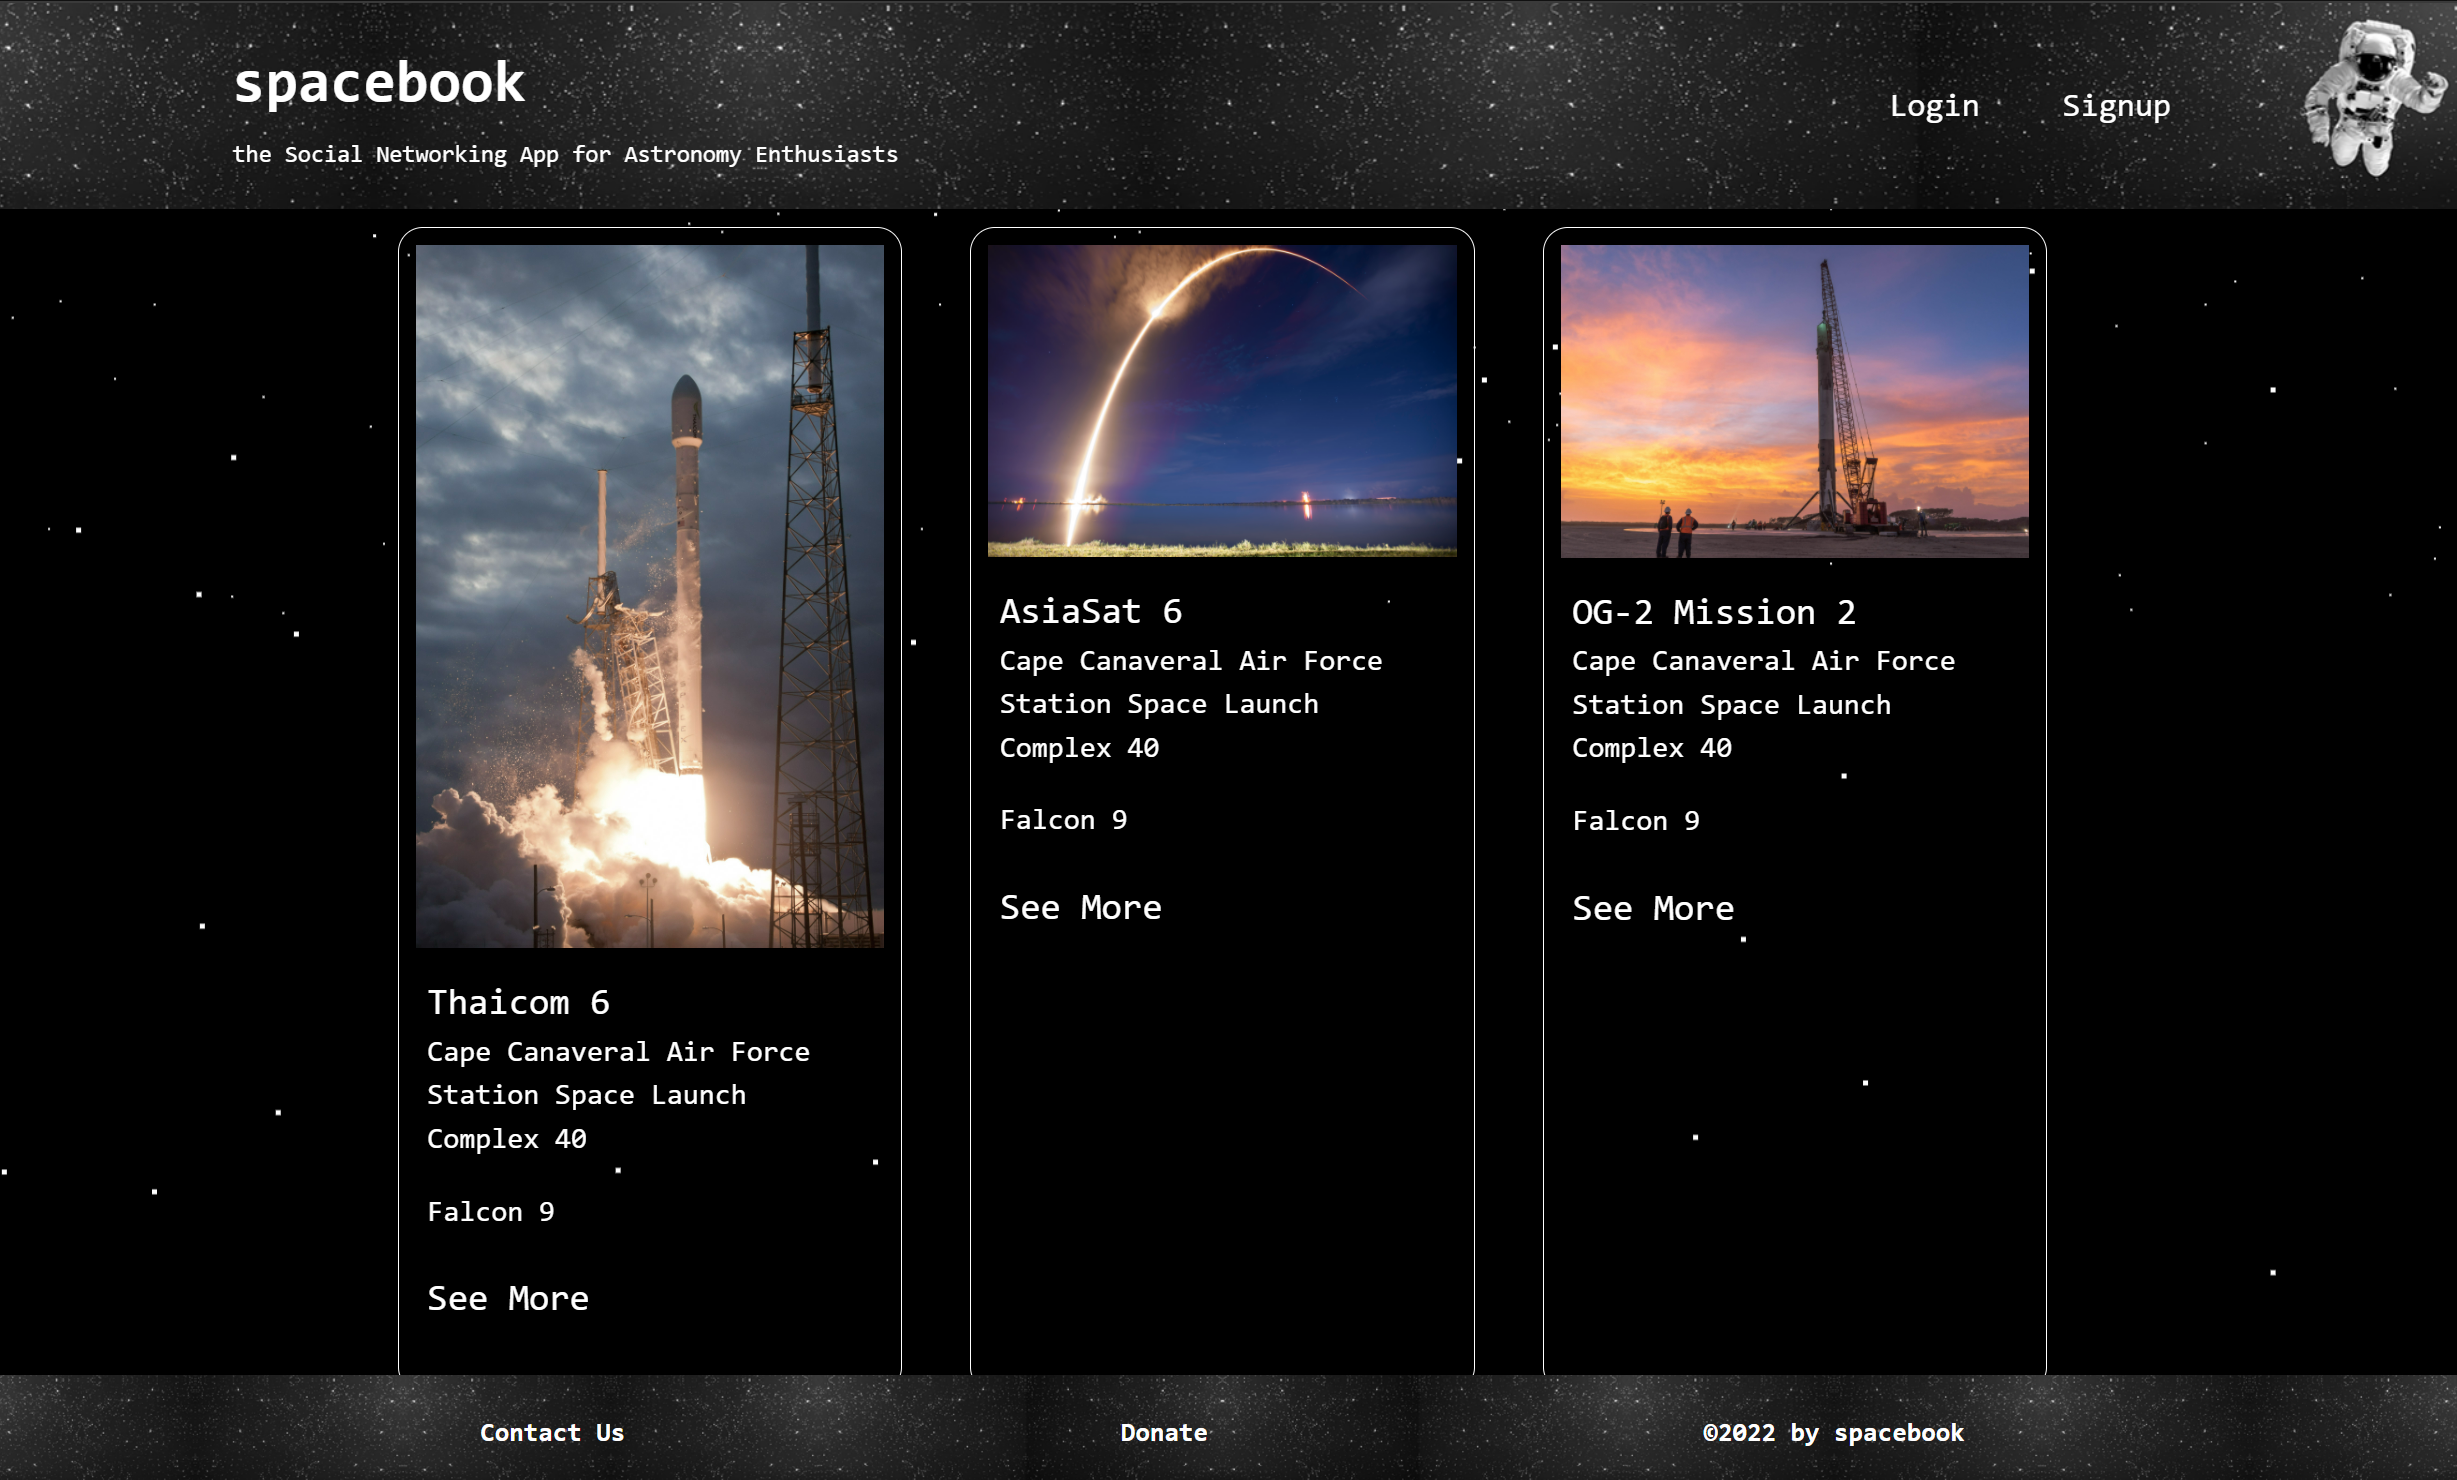 spacebook
the Social Networking App for Astronomy Enthusiasts
Login
Signup
Thaicom 6
Cape Canaveral Air Force
Station Space Launch
Complex 40
Falcon 9
See More
AsiaSat 6
Cape Canaveral Air Force
Station Space Launch
Complex 40
Falcon 9
See More
OG-2 Mission 2
Cape Canaveral Air Force
Station Space Launch
Complex 40
Falcon 9
See More
Contact Us
Donate
©2022 by spacebook